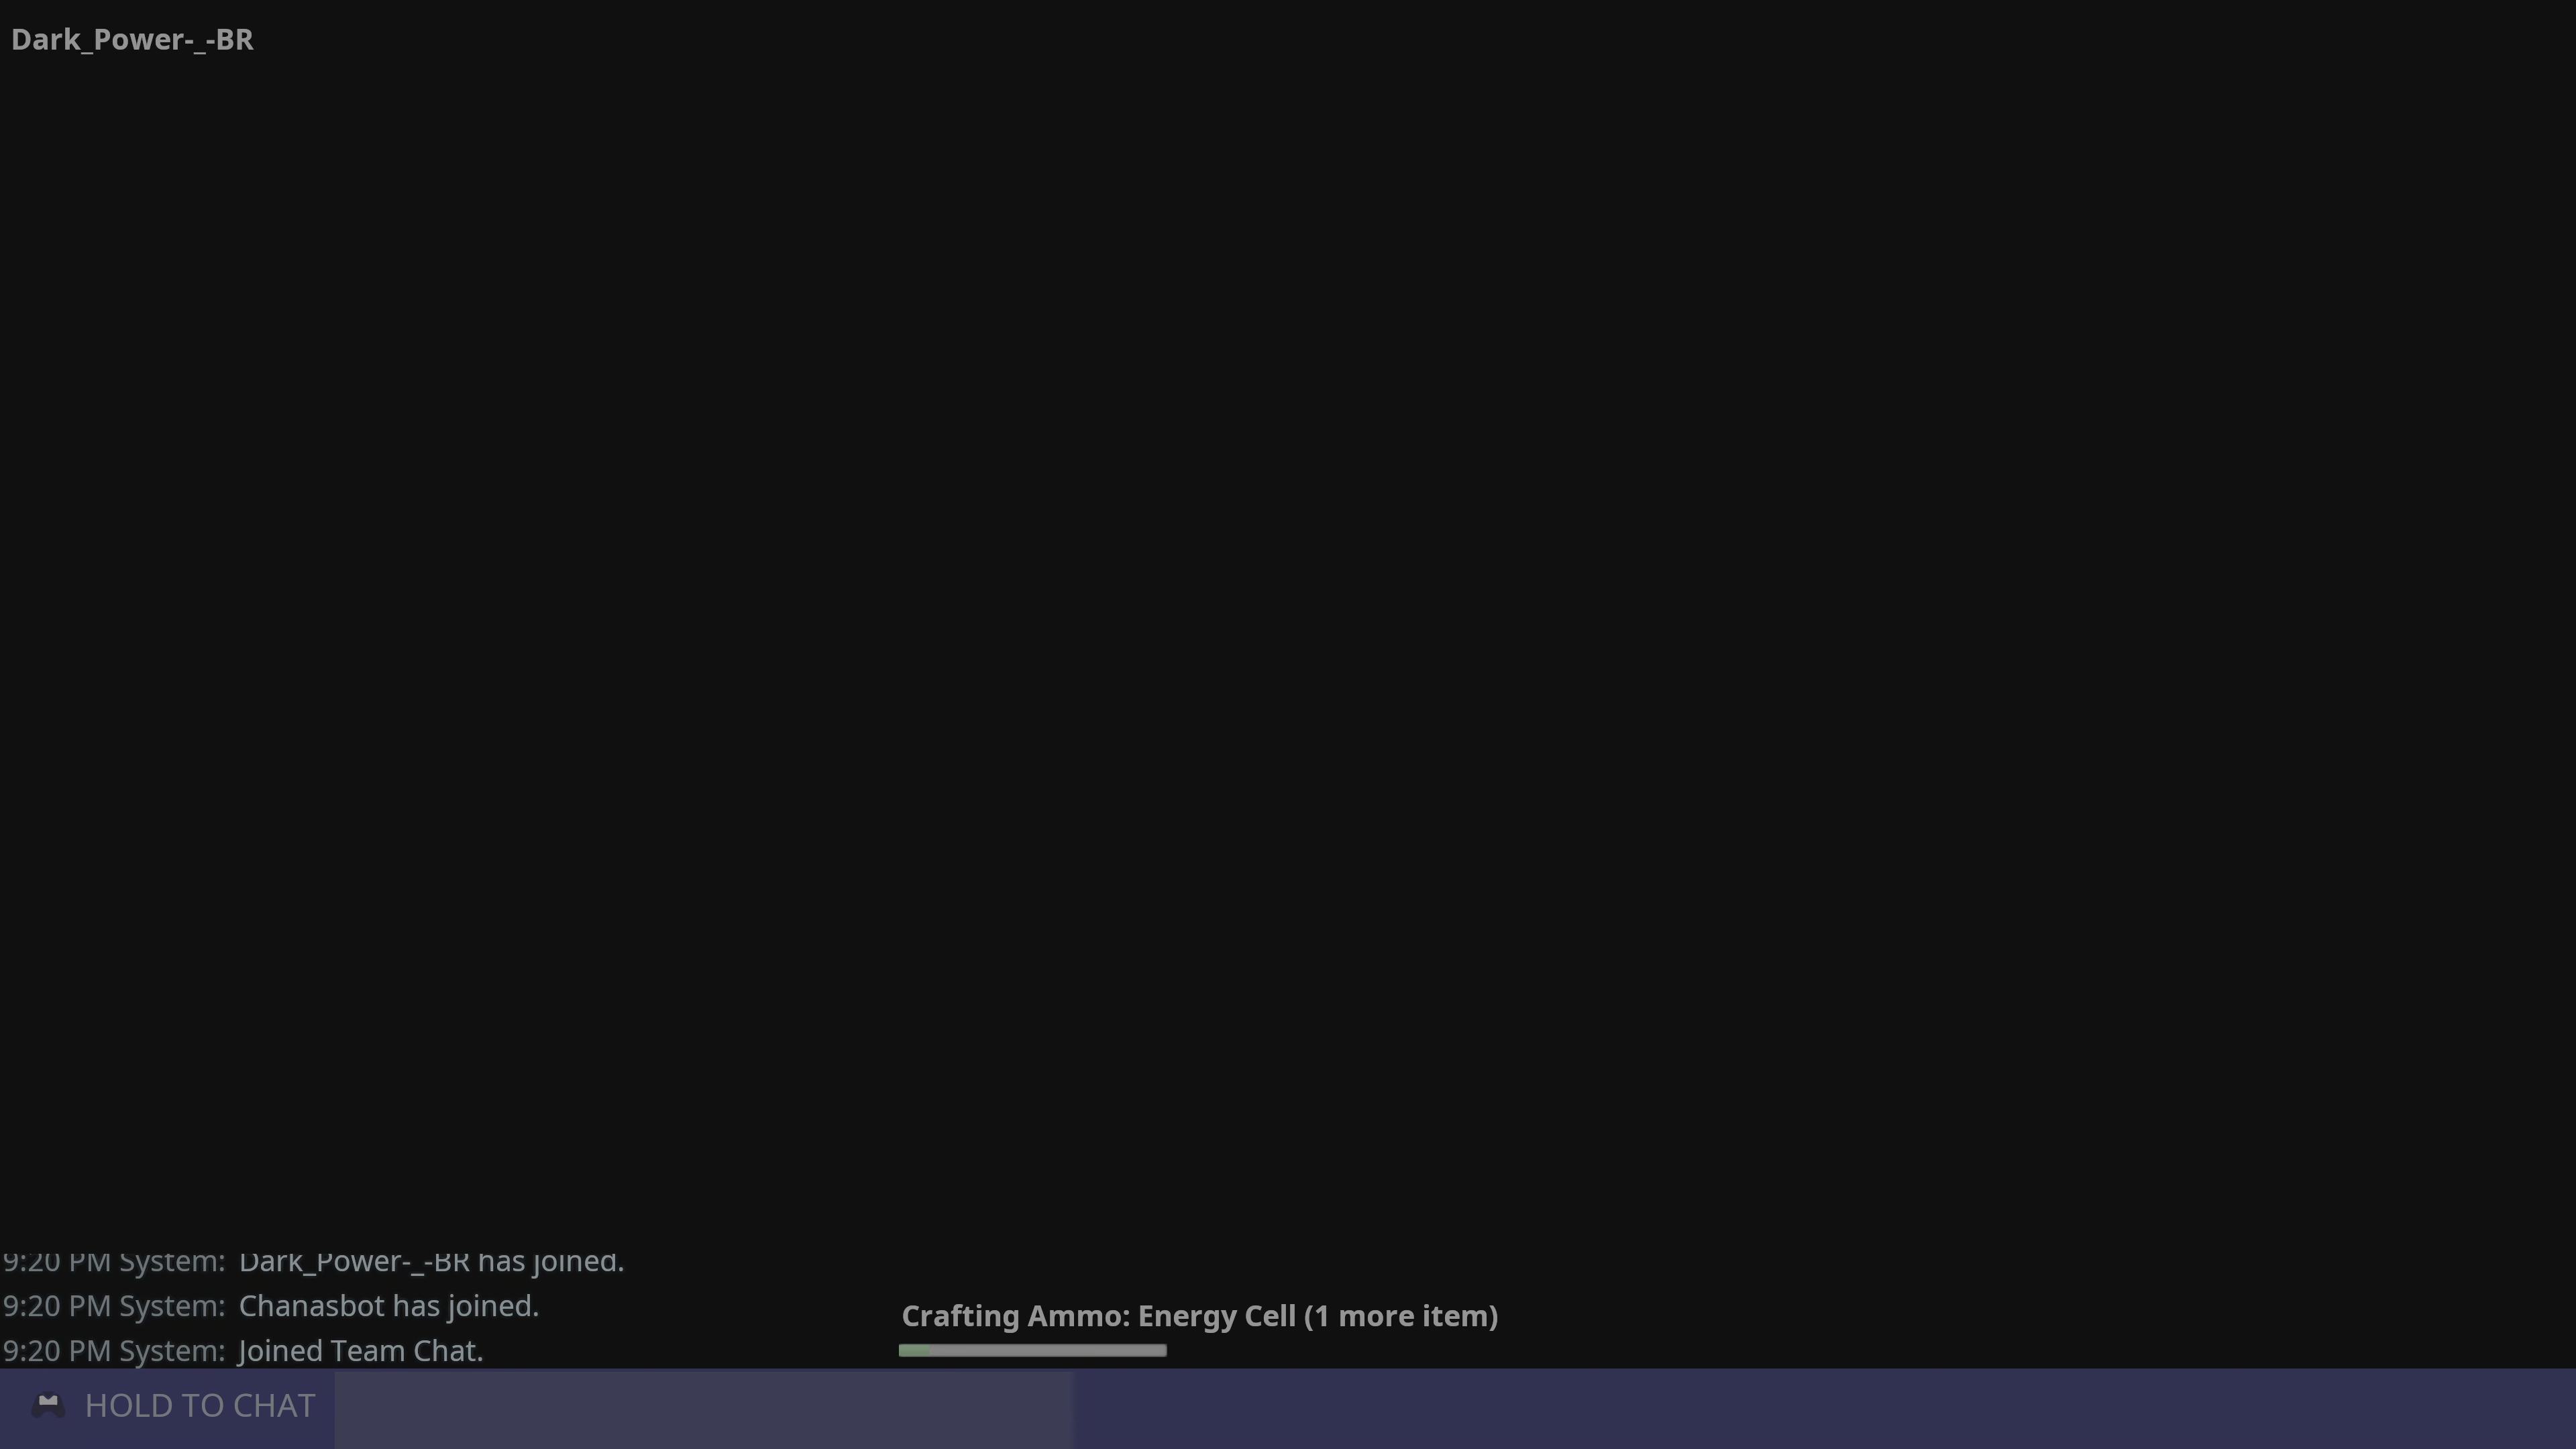 Dark_Power-_-BR
9:20 PM System: Dark_Power-_-BR has joined.
9:20 PM System: Chanasbot has joined.
9:20 PM System: Joined Team Chat.
Crafting Ammo: Energy Cell (1 more item)
HOLD TO CHAT